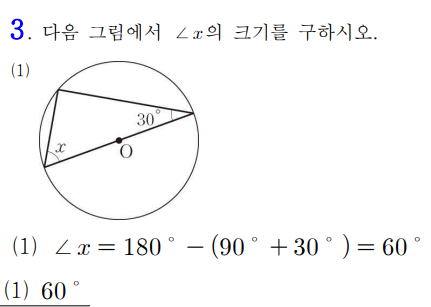 3. 다음 그림에서 ∠x의 크기를 구하시오.
(1)
30°
x
O
(1) ∠x = 180° − (90° + 30°) = 60°
(1) 60°